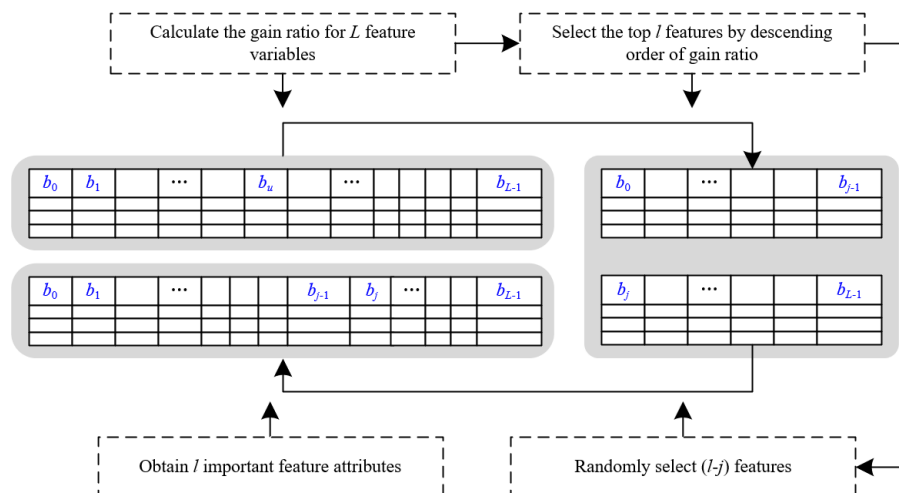 Calculate the gain ratio for L feature
variables
Select the top l features by descending
order of gain ratio
b0 b1 ... bu ... bL-1
b0 ... bj-1
b0 b1 ... bj-1 bj ... bL-1
bj ... bL-1
Obtain l important feature attributes
Randomly select (l-j) features